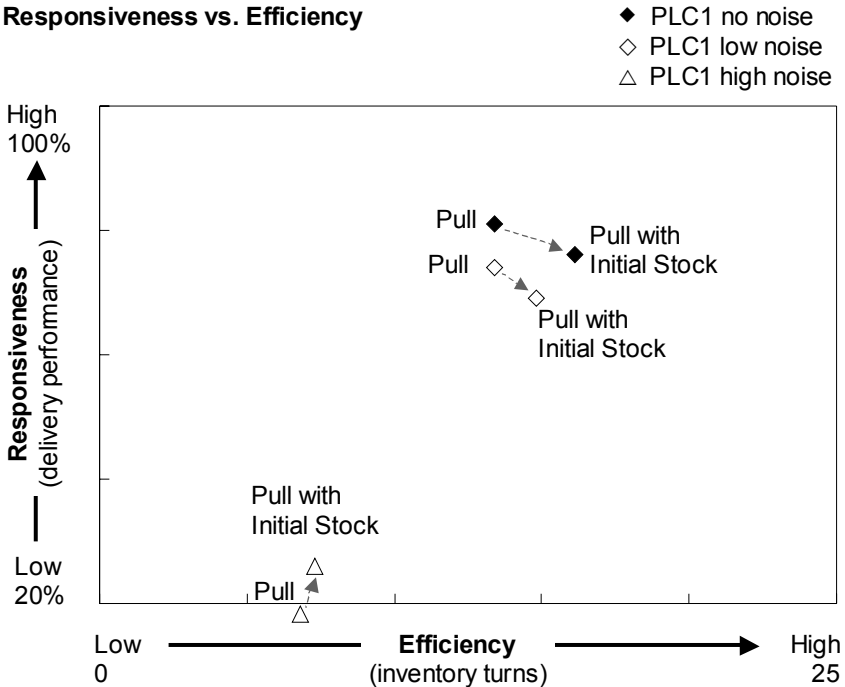 Responsiveness vs. Efficiency
PLC1 no noise
PLC1 low noise
PLC1 high noise
High
100%
Responsiveness
(delivery performance)
Low
20%
Pull
Pull with
Initial Stock
Pull
Pull with
Initial Stock
Pull with
Initial Stock
Pull
Low
0
Efficiency
(inventory turns)
High
25